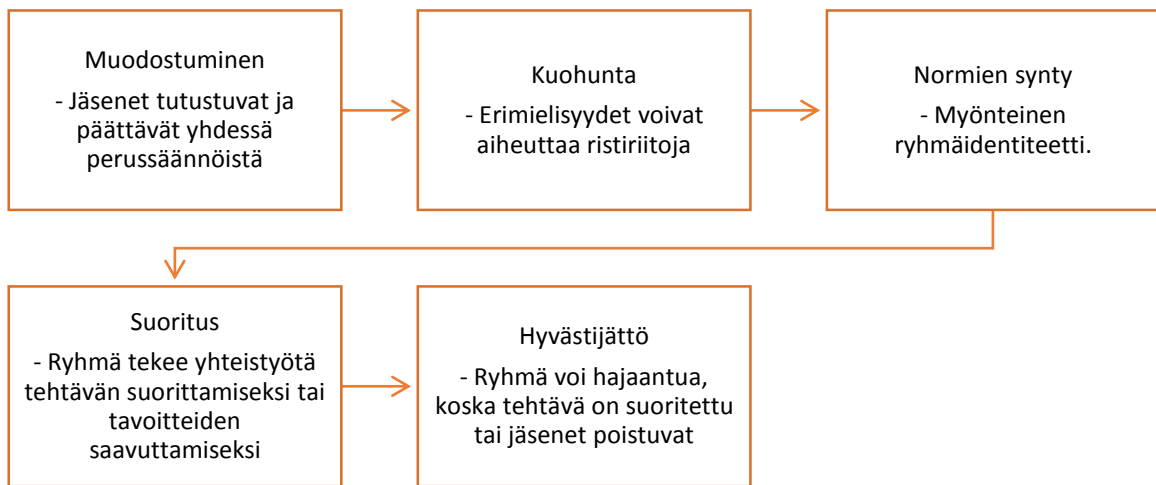 Muodostuminen
- Jäsenet tutustuvat ja
päättävät yhdessä
perussäännöistä
Kuohunta
- Erimielisyydet voivat
aiheuttaa ristiriitoja
Normien synty
- Myönteinen
ryhmäidentiteetti.
Suoritus
- Ryhmä tekee yhteistyötä
tehtävän suorittamiseksi tai
tavoitteiden
saavuttamiseksi
Hyvästijättö
- Ryhmä voi hajaantua,
koska tehtävä on suoritettu
tai jäsenet poistuvat